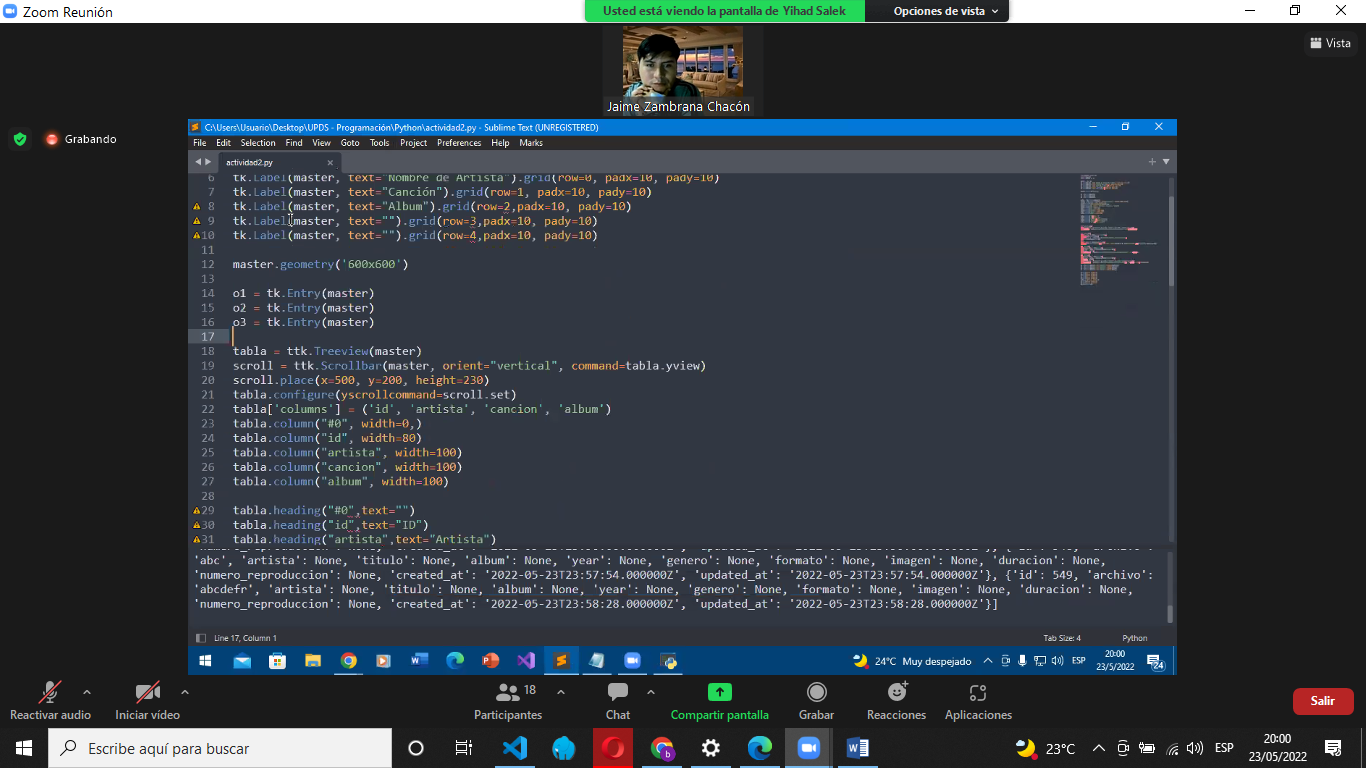 Zoom Reunión
Usted está viendo la pantalla de Yihad Salek
Opciones de vista
Vista
Jaime Zambrana Chacón
Grabando
C:\Users\Usuario\Desktop\UPDS - Programación\Python\actividad2.py - Sublime Text (UNREGISTERED)
File Edit Selection Find View Goto Tools Project Preferences Help Marks
actividad2.py
6 tk.Label(master, text="Nombre de Artista").grid(row=0, padx=10, pady=10)
7 tk.Label(master, text="Canción").grid(row=1, padx=10, pady=10)
8 tk.Label(master, text="Album").grid(row=2,padx=10, pady=10)
9 tk.Label(master, text="").grid(row=3,padx=10, pady=10)
10 tk.Label(master, text="").grid(row=4,padx=10, pady=10)
11
12 master.geometry('600x600')
13
14 o1 = tk.Entry(master)
15 o2 = tk.Entry(master)
16 o3 = tk.Entry(master)
17
18 tabla = ttk.Treeview(master)
19 scroll = ttk.Scrollbar(master, orient="vertical", command=tabla.yview)
20 scroll.place(x=500, y=200, height=230)
21 tabla.configure(yscrollcommand=scroll.set)
22 tabla['columns'] = ('id', 'artista', 'cancion', 'album')
23 tabla.column("#0", width=0,)
24 tabla.column("id", width=80)
25 tabla.column("artista", width=100)
26 tabla.column("cancion", width=100)
27 tabla.column("album", width=100)
28
29 tabla.heading("#0",text="")
30 tabla.heading("id",text="ID")
31 tabla.heading("artista",text="Artista")
'abc', 'artista': None, 'titulo': None, 'album': None, 'year': None, 'genero': None, 'formato': None, 'imagen': None, 'duracion': None,
'numero_reproduccion': None, 'created_at': '2022-05-23T23:57:54.000000Z', 'updated_at': '2022-05-23T23:57:54.000000Z'}, {'id': 549, 'archivo':
'abcdefr', 'artista': None, 'titulo': None, 'album': None, 'year': None, 'genero': None, 'formato': None, 'imagen': None, 'duracion': None,
'numero_reproduccion': None, 'created_at': '2022-05-23T23:58:28.000000Z', 'updated_at': '2022-05-23T23:58:28.000000Z'}]
Line 17, Column 1
Tab Size: 4
Python
24°C Muy despejado
ESP
20:00
23/5/2022
24
Reactivar audio
Iniciar vídeo
18
Participantes
Chat
Compartir pantalla
Grabar
Reacciones
Aplicaciones
Salir
Escribe aquí para buscar
23°C
ESP
20:00
23/05/2022